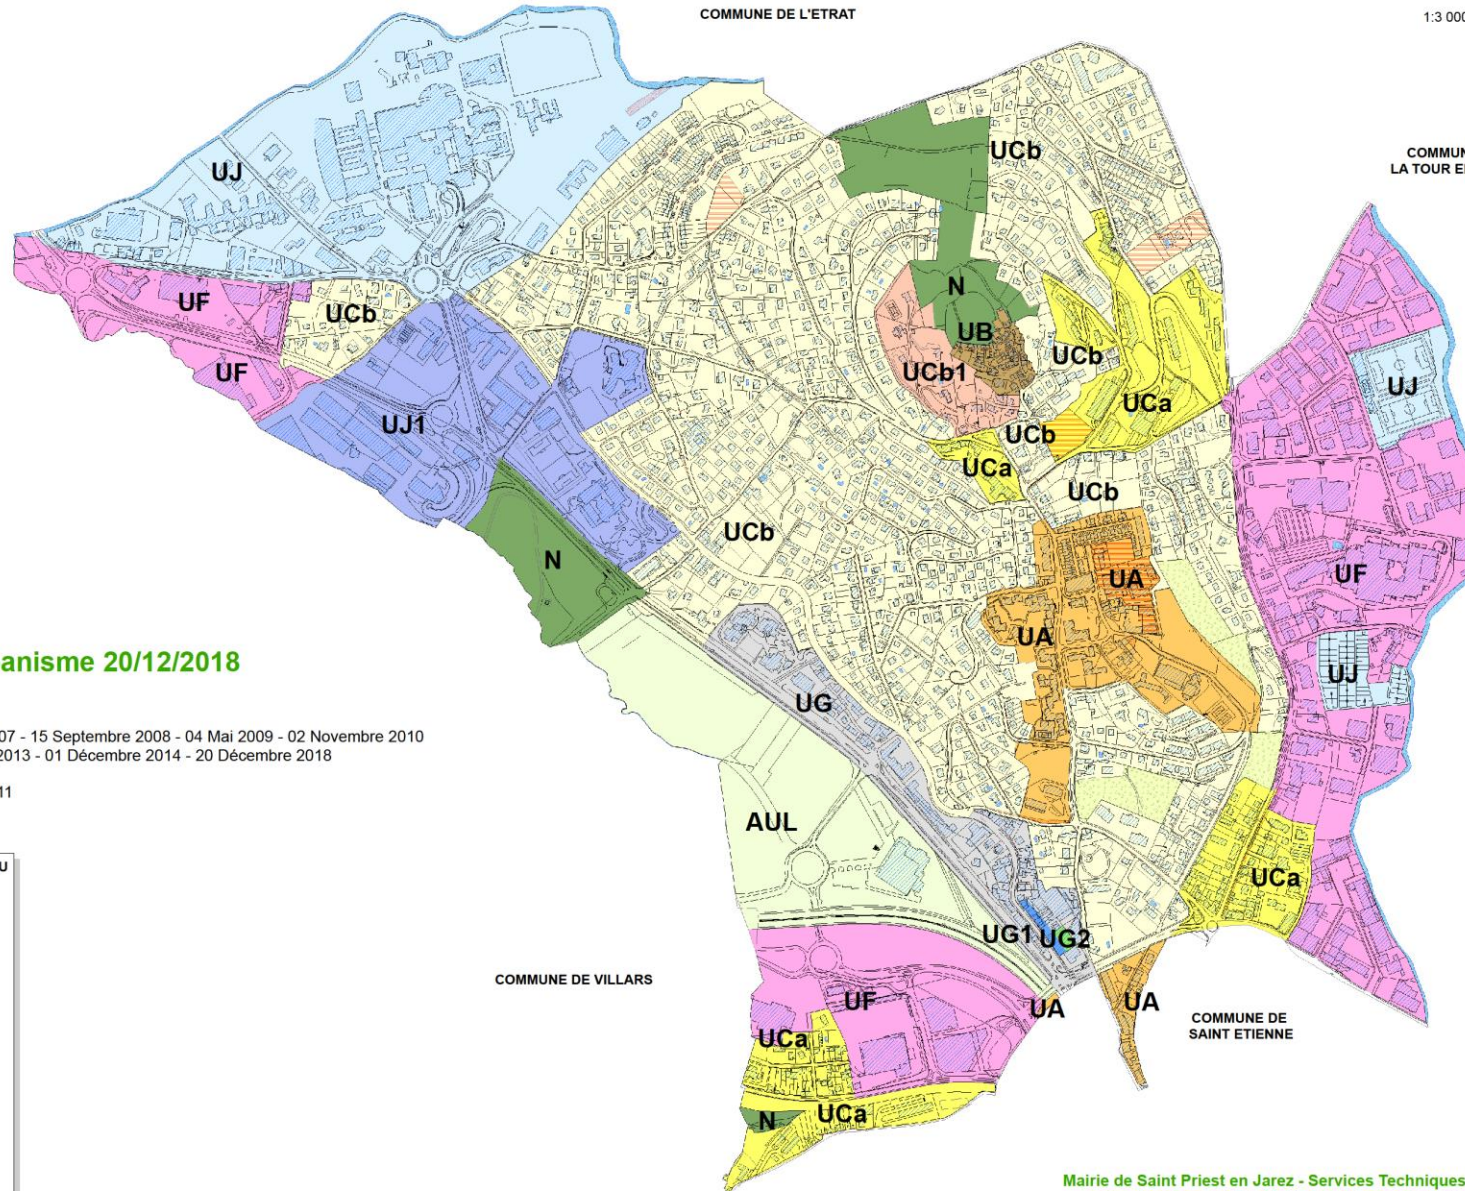 COMMUNE DE L'ETRAT
1:3 000
COMMUN
LA TOUR E
UJ
UCb
UF
UCb
N
UB
UCb
UF
UCb1
UJ
UCa
UJ1
UCb
UCa
UCb
UCb
N
UA
UF
UA
anisme 20/12/2018
UJ
UG
07 - 15 Septembre 2008 - 04 Mai 2009 - 02 Novembre 2010
2013 - 01 Décembre 2014 - 20 Décembre 2018
11
AUL
U
UCa
UG1
UG2
COMMUNE DE VILLARS
UF
UA
UA
COMMUNE DE
SAINT ETIENNE
UCa
UCa
N
Mairie de Saint Priest en Jarez - Services Techniques